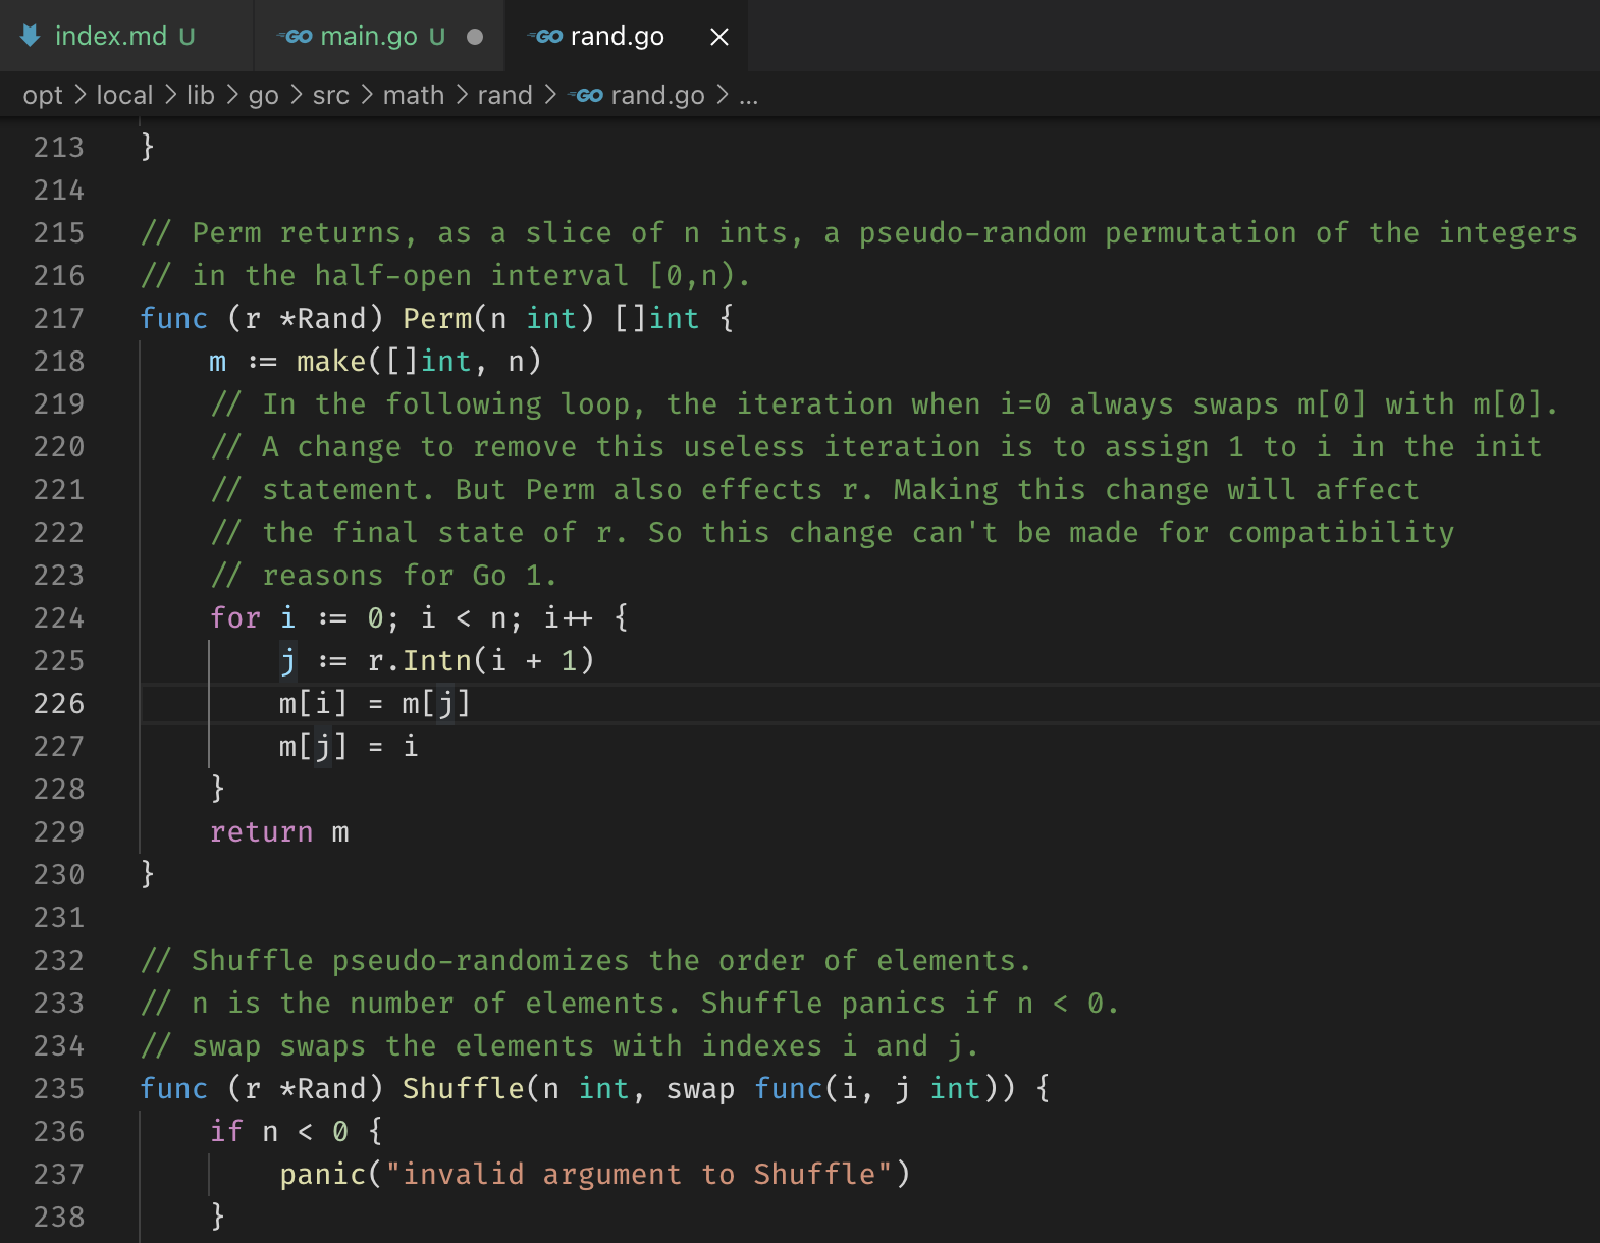 index.md U GO main.go U GO rand.go
opt > local > lib > go > src > math > rand > GO rand.go > ...
213 }
214
215 // Perm returns, as a slice of n ints, a pseudo-random permutation of the integers
216 // in the half-open interval [0,n).
217 func (r *Rand) Perm(n int) []int {
218     m := make([]int, n)
219     // In the following loop, the iteration when i=0 always swaps m[0] with m[0].
220     // A change to remove this useless iteration is to assign 1 to i in the init
221     // statement. But Perm also effects r. Making this change will affect
222     // the final state of r. So this change can't be made for compatibility
223     // reasons for Go 1.
224     for i := 0; i < n; i++ {
225         j := r.Intn(i + 1)
226         m[i] = m[j]
227         m[j] = i
228     }
229     return m
230 }
231
232 // Shuffle pseudo-randomizes the order of elements.
233 // n is the number of elements. Shuffle panics if n < 0.
234 // swap swaps the elements with indexes i and j.
235 func (r *Rand) Shuffle(n int, swap func(i, j int)) {
236     if n < 0 {
237         panic("invalid argument to Shuffle")
238     }